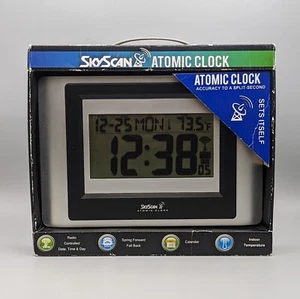 SKYSCAN ATOMIC CLOCK
ATOMIC CLOCK
ACCURACY TO A SPLIT-SECOND
SETS ITSELF
12-25 MON 73.5F
12:38
05
SKYSCAN
ATOMIC CLOCK
Radio
Controlled
Date, Time & Day
Spring Forward
Fall Back
Calendar
Indoor
Temperature